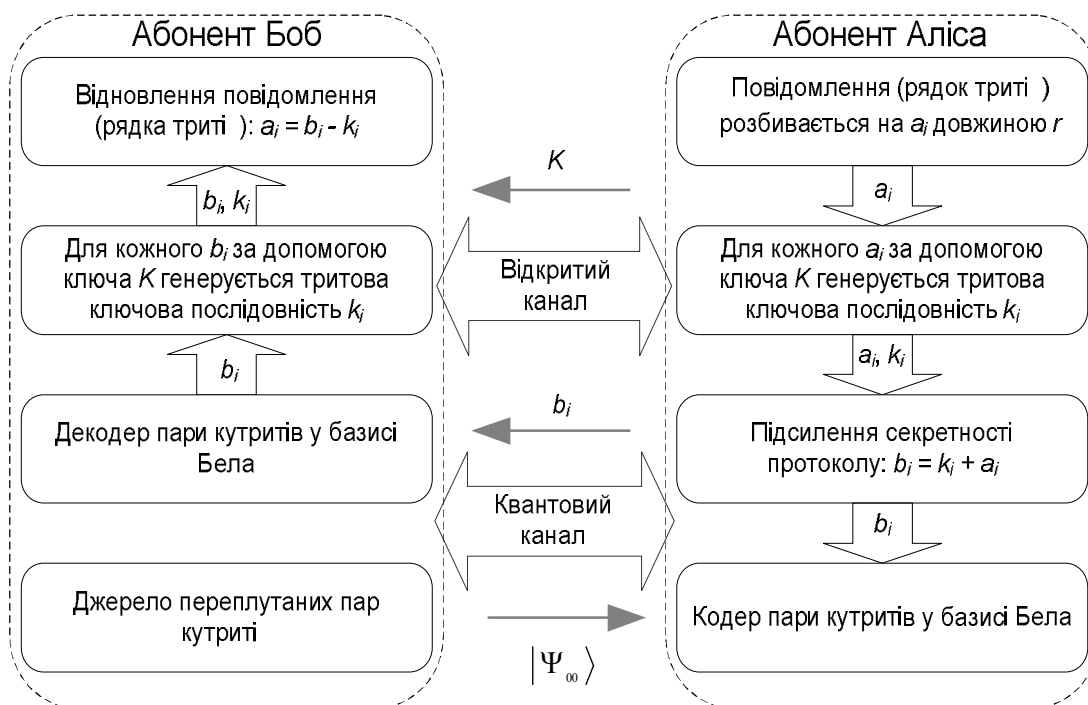 Абонент Боб
Відновлення повідомлення
(рядка триті ): ai = bi - ki
bi, ki
Для кожного bi за допомогою
ключа K генерується тритова
ключова послідовність ki
bi
Декодер пари кутритів у базисі
Бела
Джерело переплутаних пар
кутриті
K
Відкритий
канал
bi
Квантовий
канал
|Ψ00⟩
Абонент Аліса
Повідомлення (рядок триті )
розбивається на ai довжиною r
ai
Для кожного ai за допомогою
ключа K генерується тритова
ключова послідовність ki
ai, ki
Підсилення секретності
протоколу: bi = ki + ai
bi
Кодер пари кутритів у базисі Бела